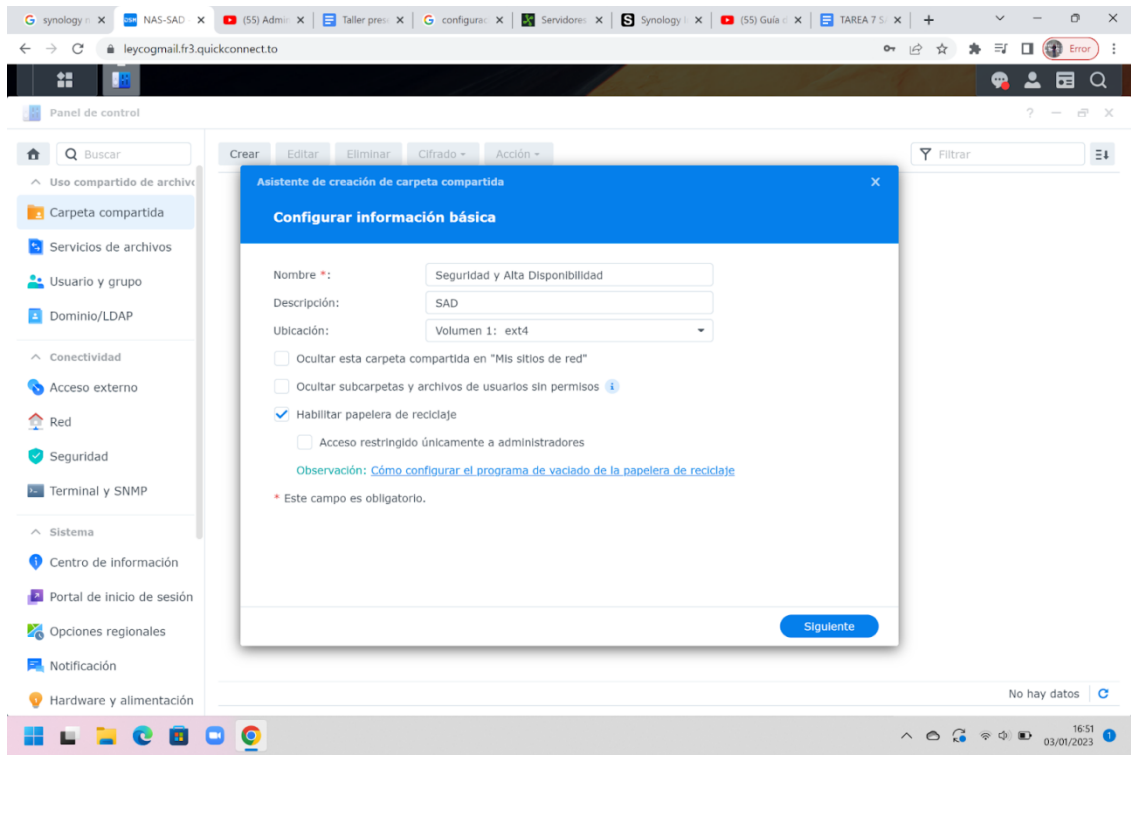 synology n
NAS-SAD -
(55) Admin
Taller prese
configurac
Servidores
Synology i
(55) Guía d
TAREA 7 SA
leycogmail.fr3.quickconnect.to
Error
Panel de control
Buscar
Crear
Editar
Eliminar
Cifrado
Acción
Filtrar
Uso compartido de archivo
Carpeta compartida
Servicios de archivos
Usuario y grupo
Dominio/LDAP
Conectividad
Acceso externo
Red
Seguridad
Terminal y SNMP
Sistema
Centro de información
Portal de inicio de sesión
Opciones regionales
Notificación
Hardware y alimentación
Asistente de creación de carpeta compartida
Configurar información básica
Nombre *: Seguridad y Alta Disponibilidad
Descripción: SAD
Ubicación: Volumen 1: ext4
Ocultar esta carpeta compartida en "Mis sitios de red"
Ocultar subcarpetas y archivos de usuarios sin permisos
Habilitar papelera de reciclaje
Acceso restringido únicamente a administradores
Observación: Cómo configurar el programa de vaciado de la papelera de reciclaje
* Este campo es obligatorio.
Siguiente
No hay datos
16:51
03/01/2023
1